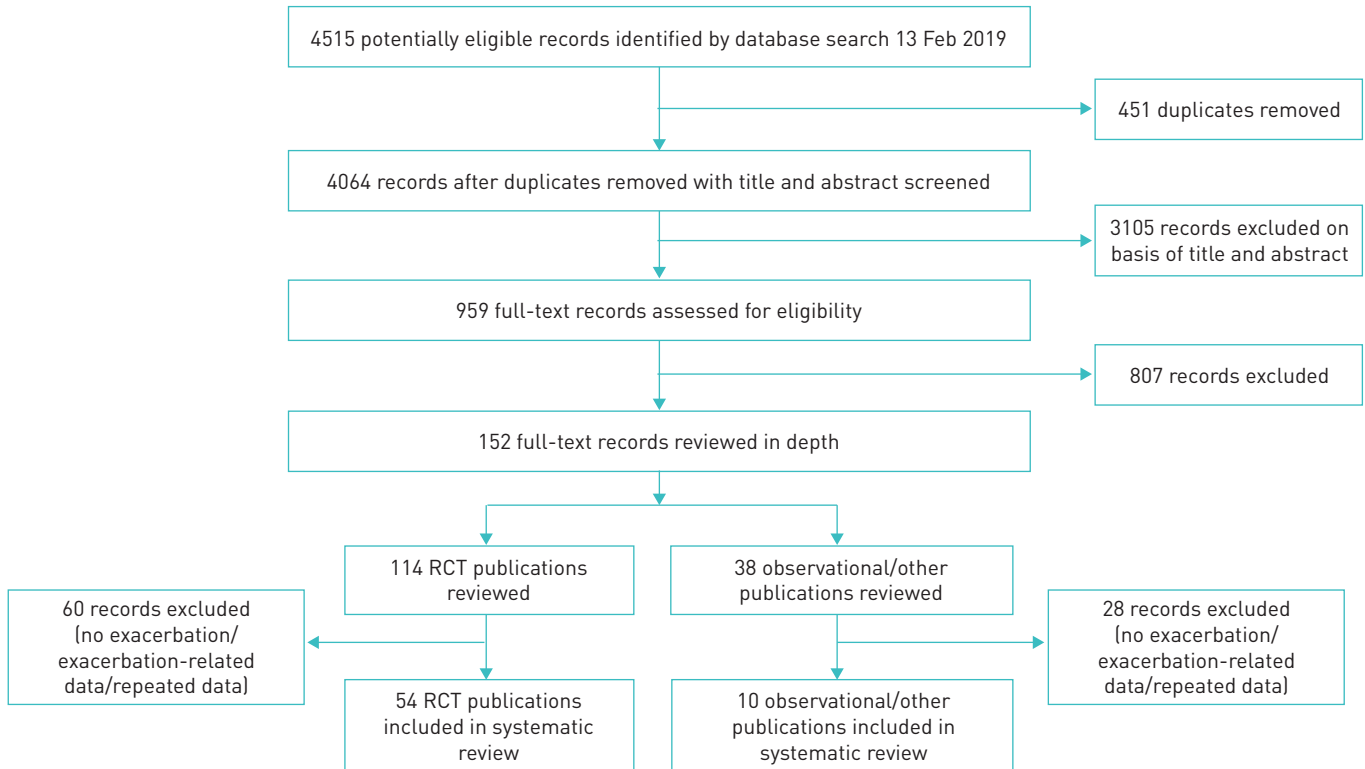 4515 potentially eligible records identified by database search 13 Feb 2019
451 duplicates removed
4064 records after duplicates removed with title and abstract screened
3105 records excluded on
basis of title and abstract
959 full-text records assessed for eligibility
807 records excluded
152 full-text records reviewed in depth
114 RCT publications
reviewed
38 observational/other
publications reviewed
60 records excluded
(no exacerbation/
exacerbation-related
data/repeated data)
28 records excluded
(no exacerbation/
exacerbation-related
data/repeated data)
54 RCT publications
included in systematic
review
10 observational/other
publications included in
systematic review